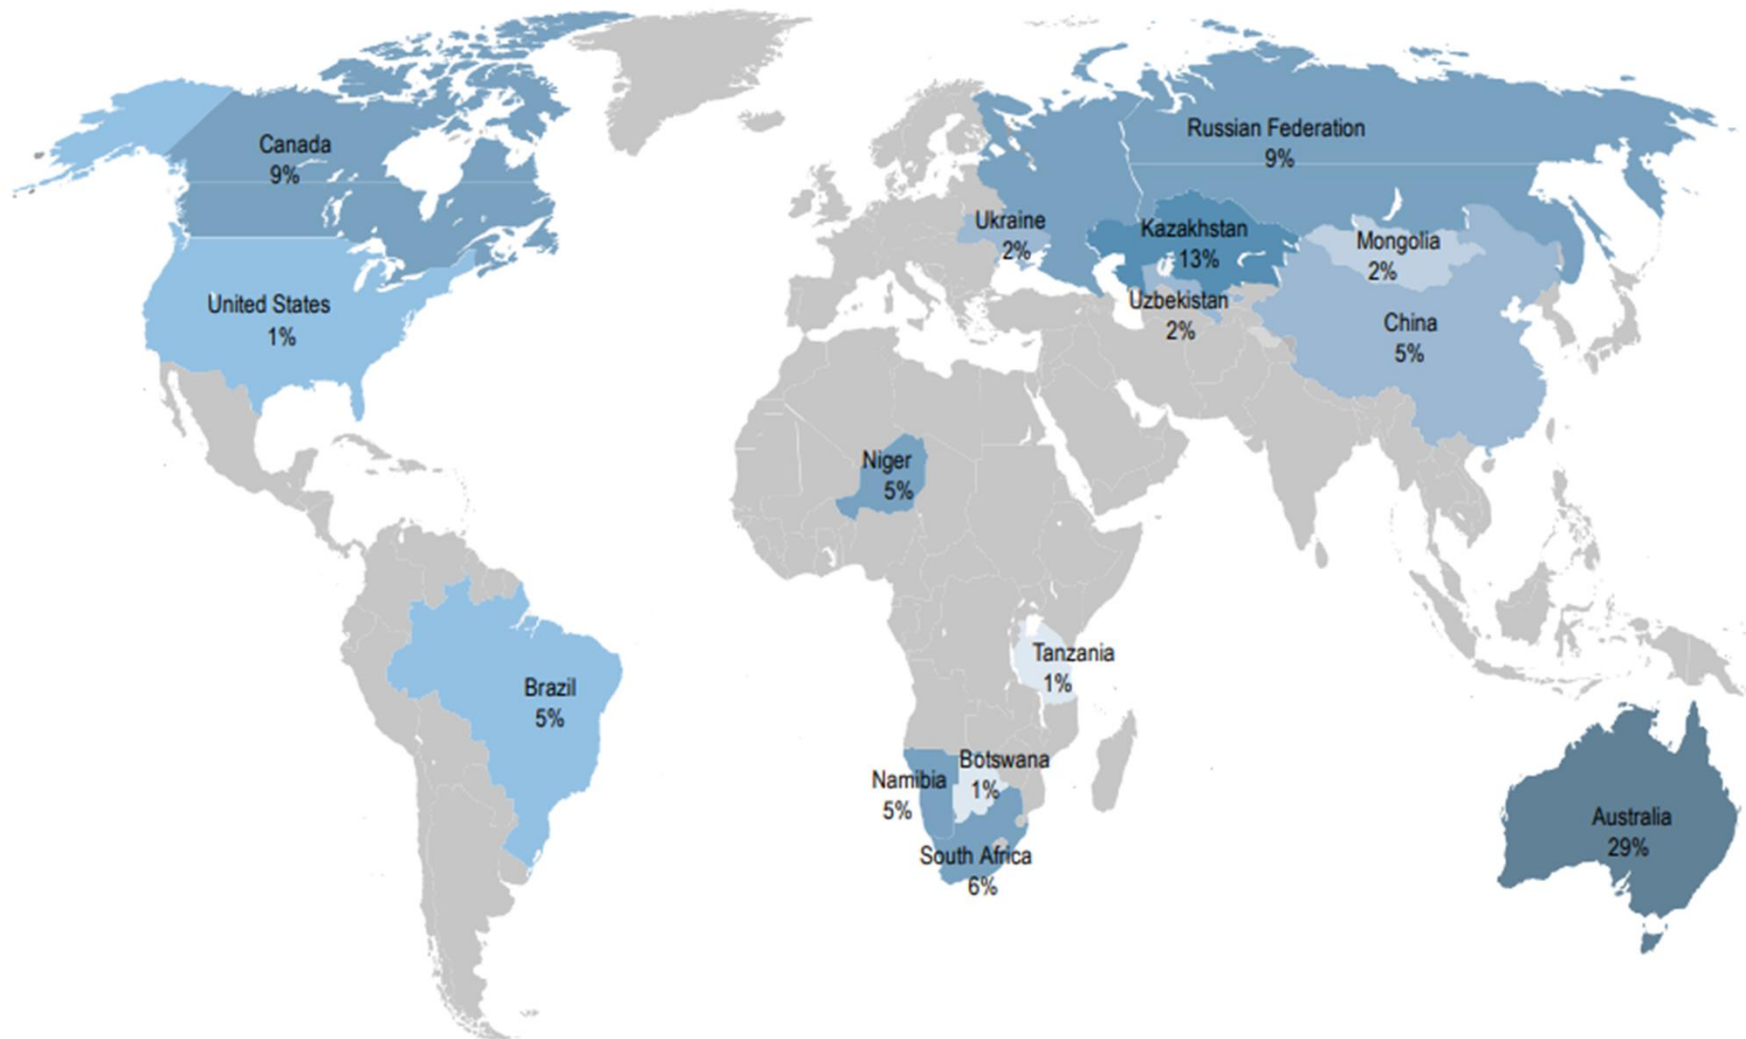 Canada
9%
Russian Federation
9%
Ukraine
2%
Kazakhstan
13%
Mongolia
2%
United States
1%
Uzbekistan
2%
China
5%
Niger
5%
Tanzania
1%
Brazil
5%
Botswana
1%
Namibia
5%
South Africa
6%
Australia
29%